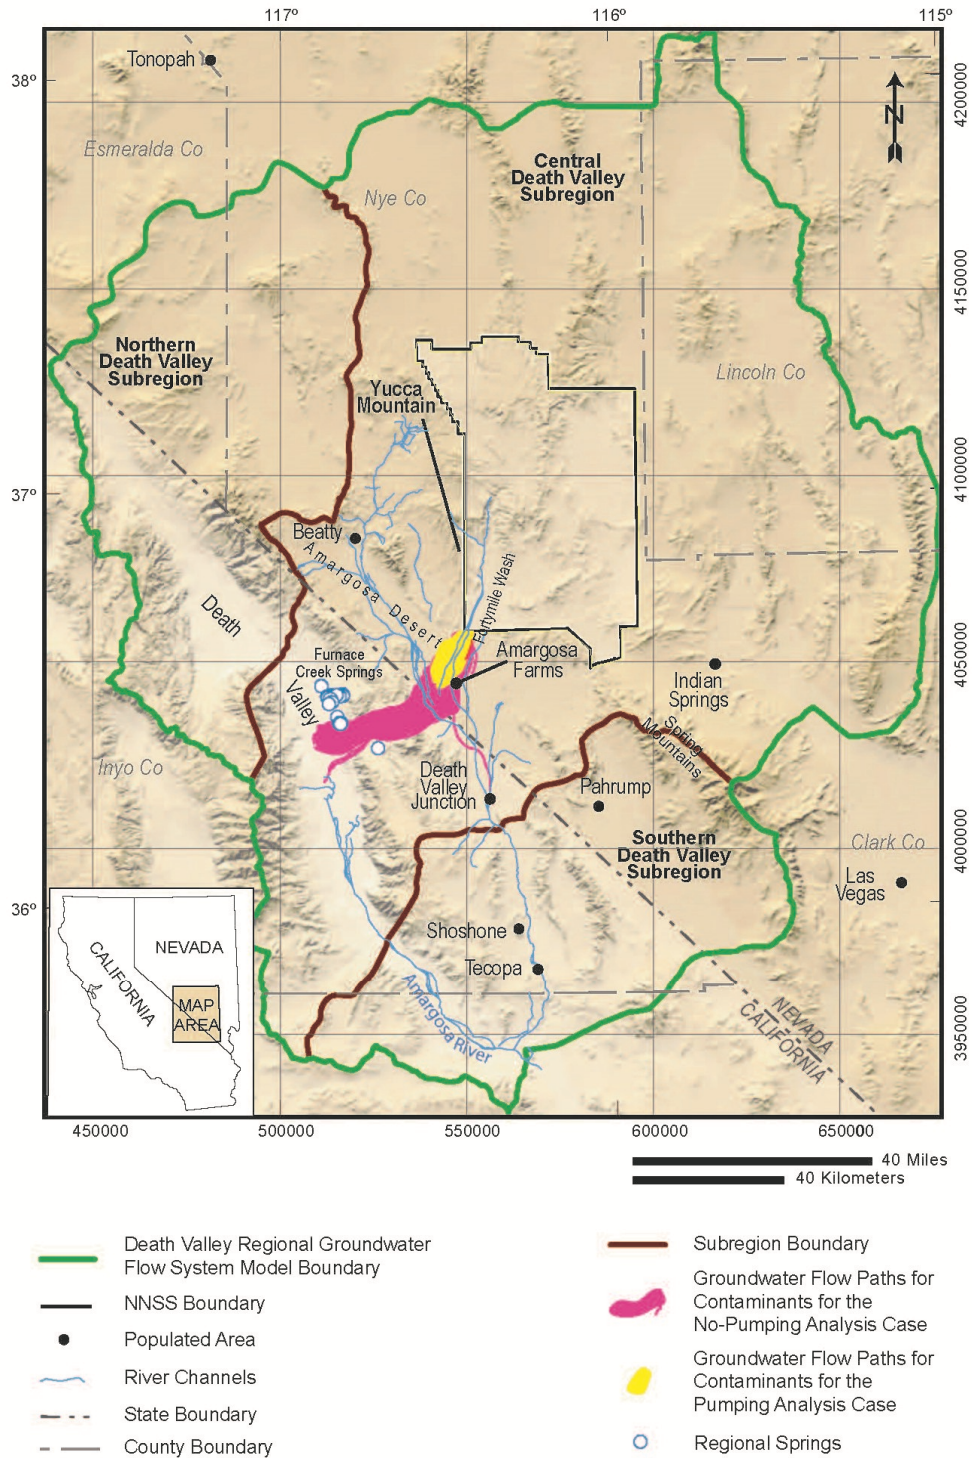 117°
116°
115°
38°
Tonopah
Esmeralda Co
Nye Co
Central
Death Valley
Subregion
N
4200000
4150000
Northern
Death Valley
Subregion
Lincoln Co
Yucca
Mountain
4100000
37°
Beatty
Amargosa Desert
Fortymile Wash
Death
Valley
Furnace
Creek Springs
Amargosa
Farms
4050000
Indian
Springs
Spring
Mountains
Inyo Co
Death
Valley
Junction
Pahrump
4000000
Southern
Death Valley
Subregion
Clark Co
Las
Vegas
36°
Shoshone
Tecopa
Amargosa River
NEVADA
CALIFORNIA
3950000
NEVADA
CALIFORNIA
MAP
AREA
450000
500000
550000
600000
650000
40 Miles
40 Kilometers
Death Valley Regional Groundwater
Flow System Model Boundary
NNSS Boundary
Populated Area
River Channels
State Boundary
County Boundary
Subregion Boundary
Groundwater Flow Paths for
Contaminants for the
No-Pumping Analysis Case
Groundwater Flow Paths for
Contaminants for the
Pumping Analysis Case
Regional Springs